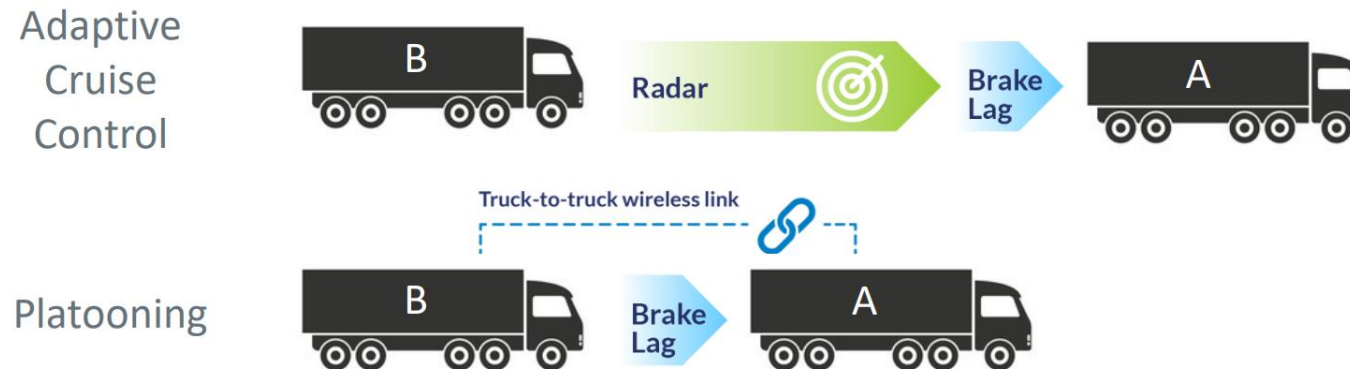 Adaptive
Cruise
Control
B
Radar
Brake
Lag
A
Truck-to-truck wireless link
Platooning
B
Brake
Lag
A